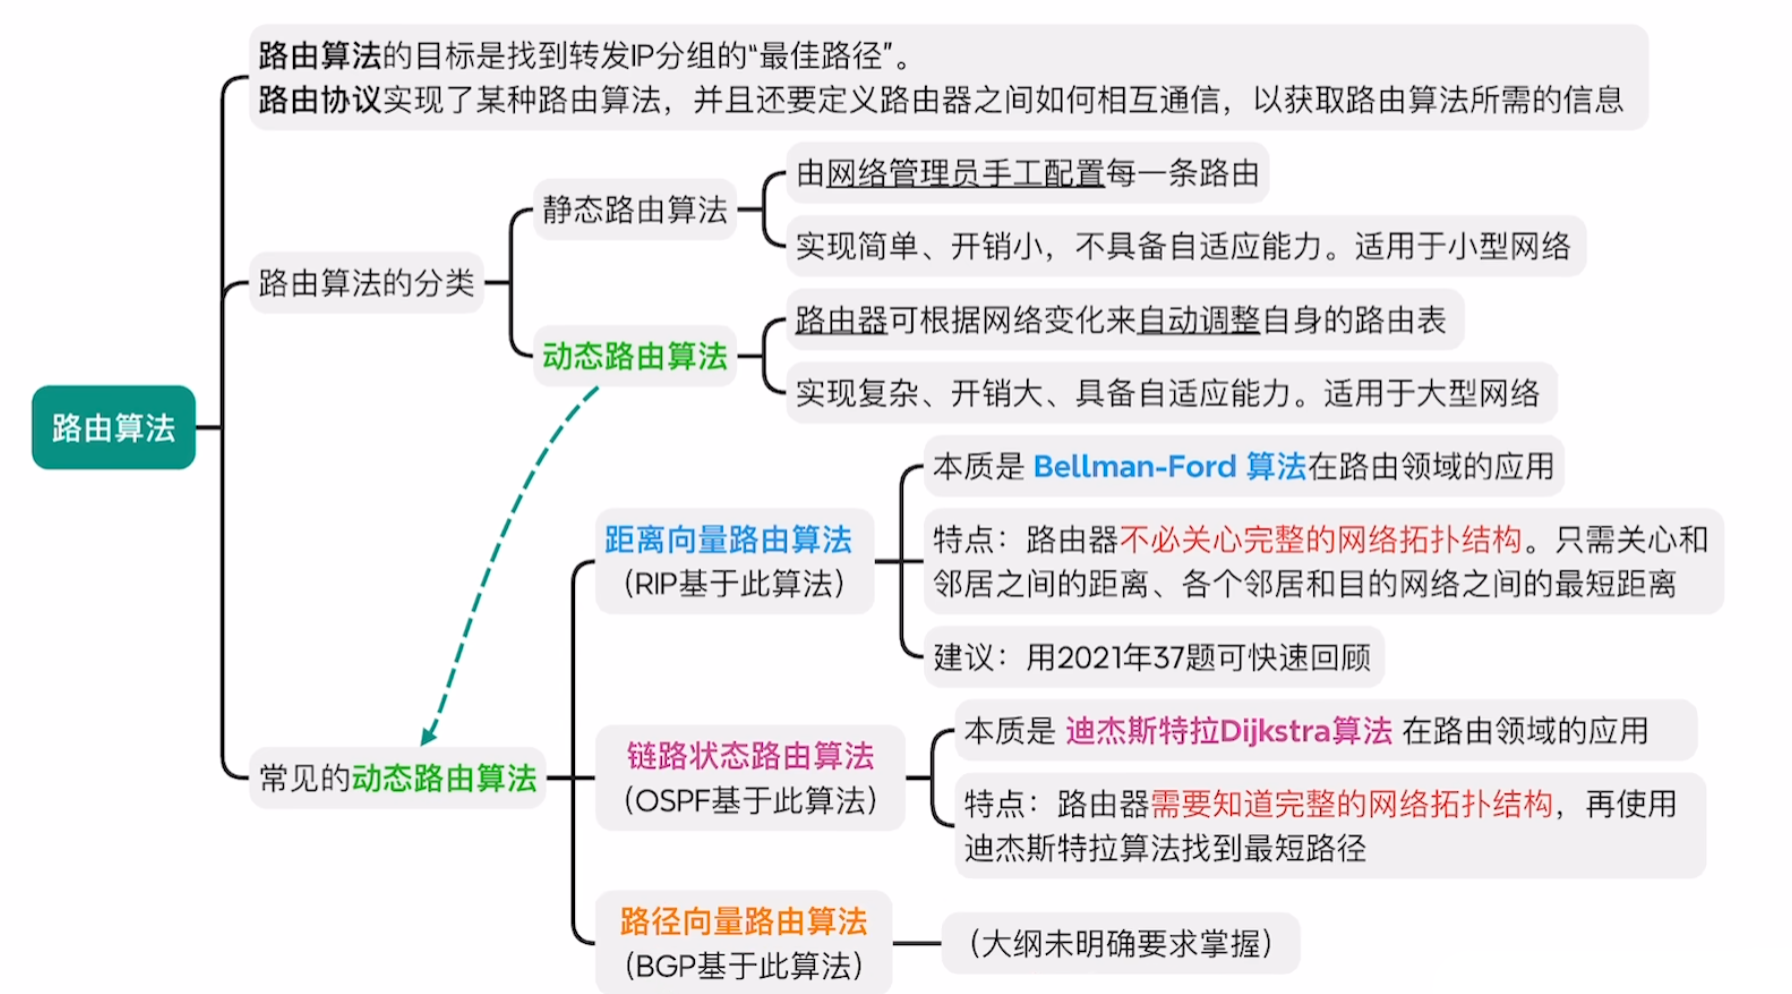 路由算法的目标是找到转发IP分组的“最佳路径”。
路由协议实现了某种路由算法，并且还要定义路由器之间如何相互通信，以获取路由算法所需的信息
由网络管理员手工配置每一条路由
静态路由算法
实现简单、开销小，不具备自适应能力。适用于小型网络
路由算法的分类
路由器可根据网络变化来自动调整自身的路由表
动态路由算法
实现复杂、开销大、具备自适应能力。适用于大型网络
路由算法
本质是 Bellman-Ford 算法在路由领域的应用
距离向量路由算法
（RIP基于此算法）
特点：路由器不必关心完整的网络拓扑结构。只需关心和
邻居之间的距离、各个邻居和目的网络之间的最短距离
建议：用2021年37题可快速回顾
本质是 迪杰斯特拉Dijkstra算法 在路由领域的应用
链路状态路由算法
（OSPF基于此算法）
常见的动态路由算法
特点：路由器需要知道完整的网络拓扑结构，再使用
迪杰斯特拉算法找到最短路径
路径向量路由算法
（BGP基于此算法）
（大纲未明确要求掌握）